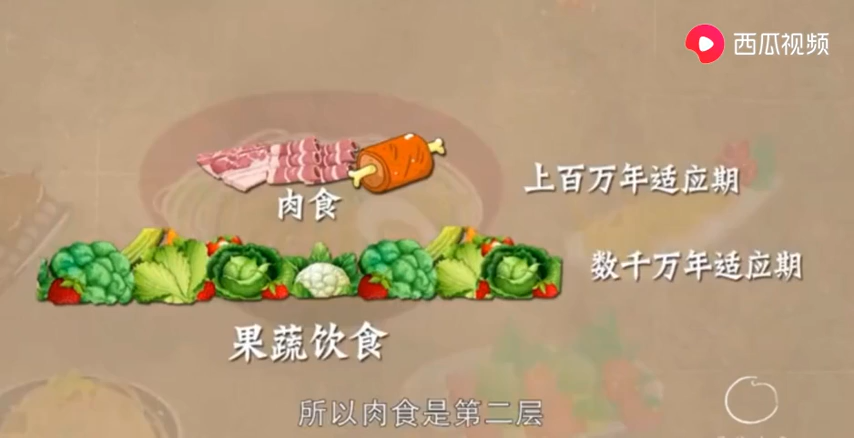 西瓜视频
上百万年适应期
肉食
数千万年适应期
果蔬饮食
所以肉食是第二层